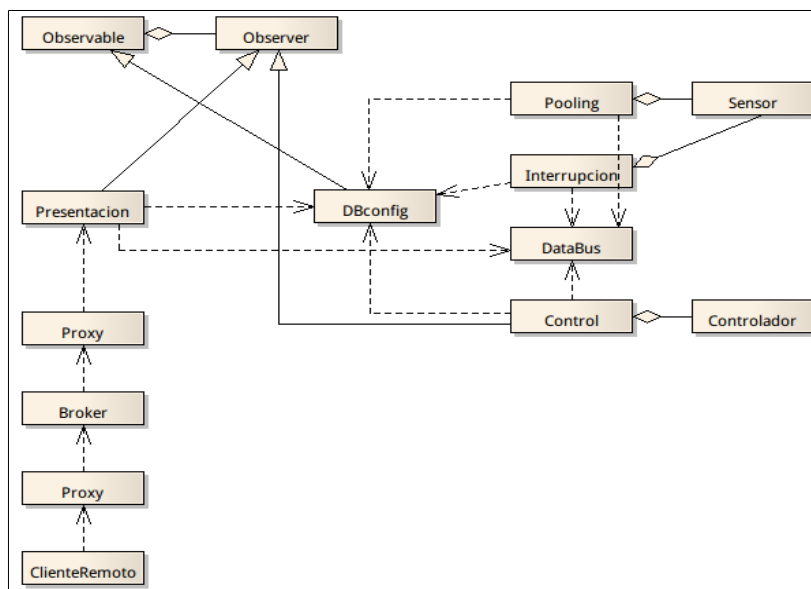 Observable
Observer
Pooling
Sensor
Interrupcion
Presentacion
DBconfig
DataBus
Proxy
Control
Controlador
Broker
Proxy
ClienteRemoto